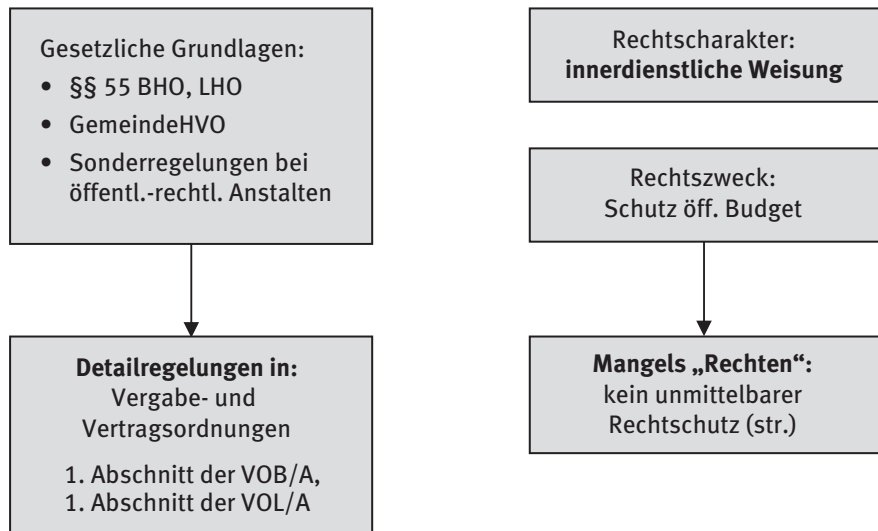 Gesetzliche Grundlagen:
• §§ 55 BHO, LHO
• GemeindeHVO
• Sonderregelungen bei
öffentl.-rechtl. Anstalten
Detailregelungen in:
Vergabe- und
Vertragsordnungen
1. Abschnitt der VOB/A,
1. Abschnitt der VOL/A
Rechtscharakter:
innerdienstliche Weisung
Rechtszweck:
Schutz öff. Budget
Mangels „Rechten“:
kein unmittelbarer
Rechtschutz (str.)